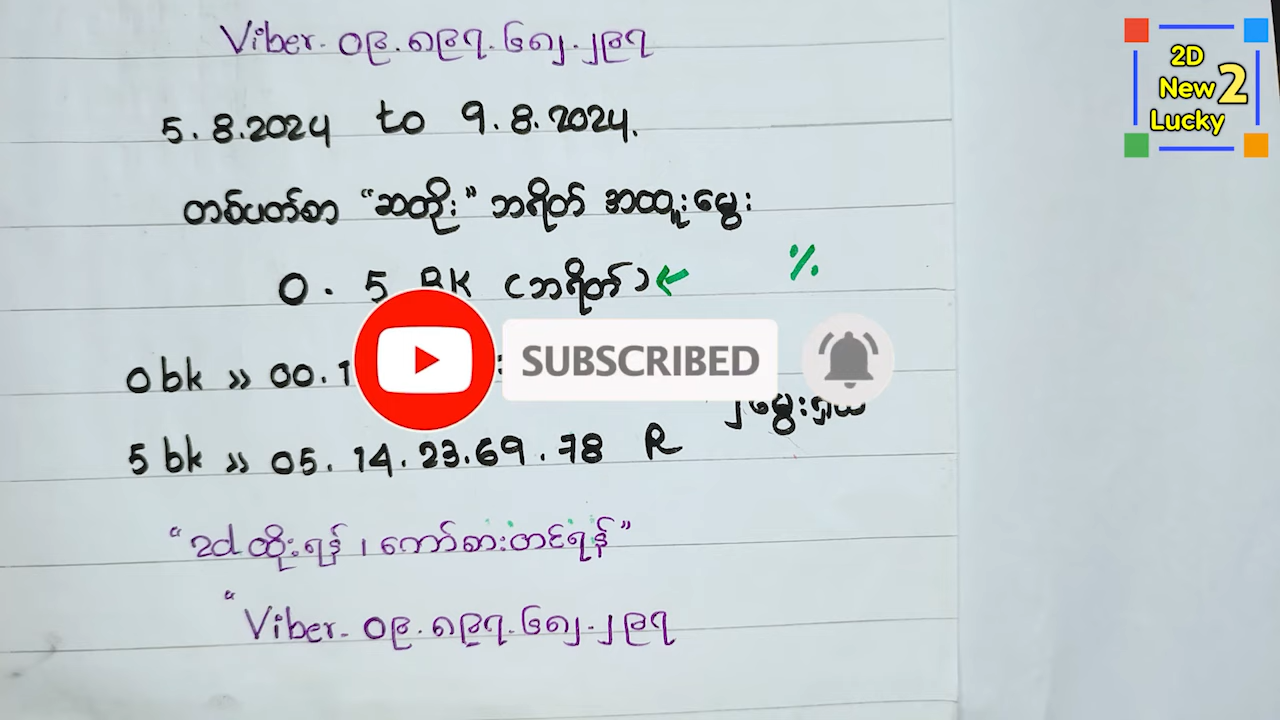 Viber - ၀၉.၈၉၇.၆၈၂.၂၉၇
2D
New 2
Lucky
5.8.2024 to 9.8.2024.
တစ်ပတ်စာ "ဆတိုး" ဘရိတ် အထူးမွေး
0 . 5 BK (ဘရိတ်) ←
%
SUBSCRIBED
0 bk » 00.1
၂ မွေးရှယ်
5 bk » 05. 14. 23.69 . 78 R
"2d ထိုးရန် ၊ ကော်စားတင်ရန်"
"Viber - ၀၉.၈၉၇.၆၈၂.၂၉၇